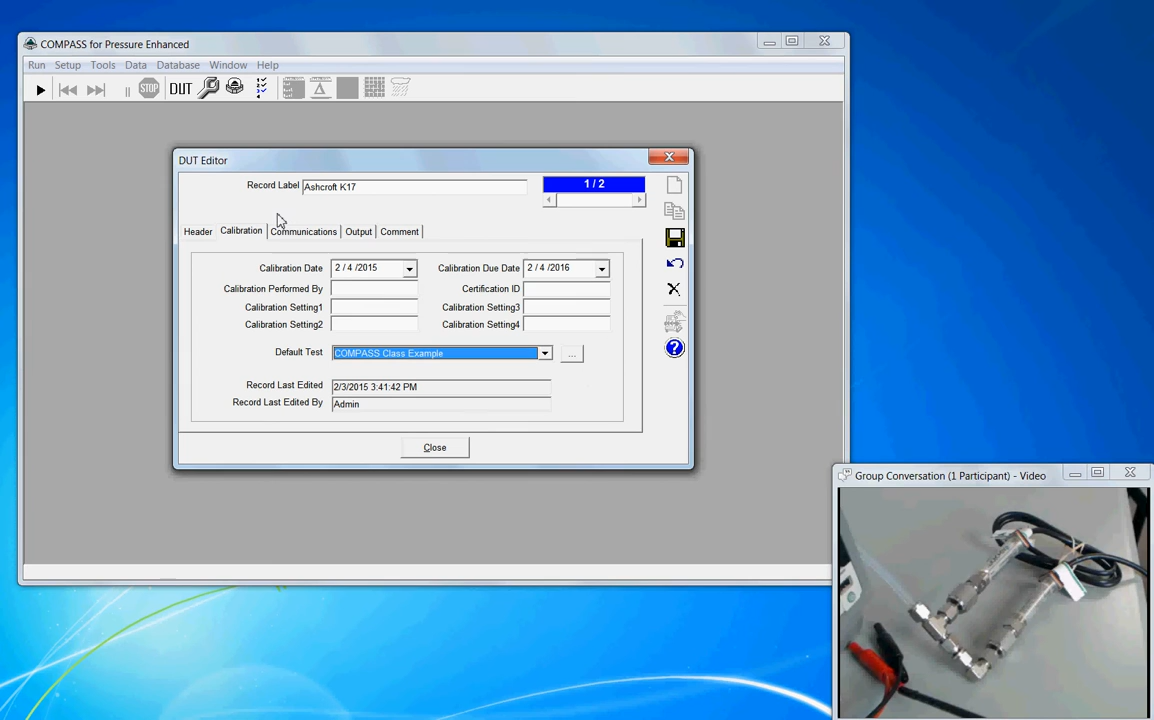 COMPASS for Pressure Enhanced
Run Setup Tools Data Database Window Help
STOP DUT
DUT Editor
Record Label Ashcroft K17 1 / 2
Header Calibration Communications Output Comment
Calibration Date 2 / 4 /2015 Calibration Due Date 2 / 4 /2016
Calibration Performed By Certification ID
Calibration Setting1 Calibration Setting3
Calibration Setting2 Calibration Setting4
Default Test COMPASS Class Example ...
Record Last Edited 2/3/2015 3:41:42 PM
Record Last Edited By Admin
Close
Group Conversation (1 Participant) - Video